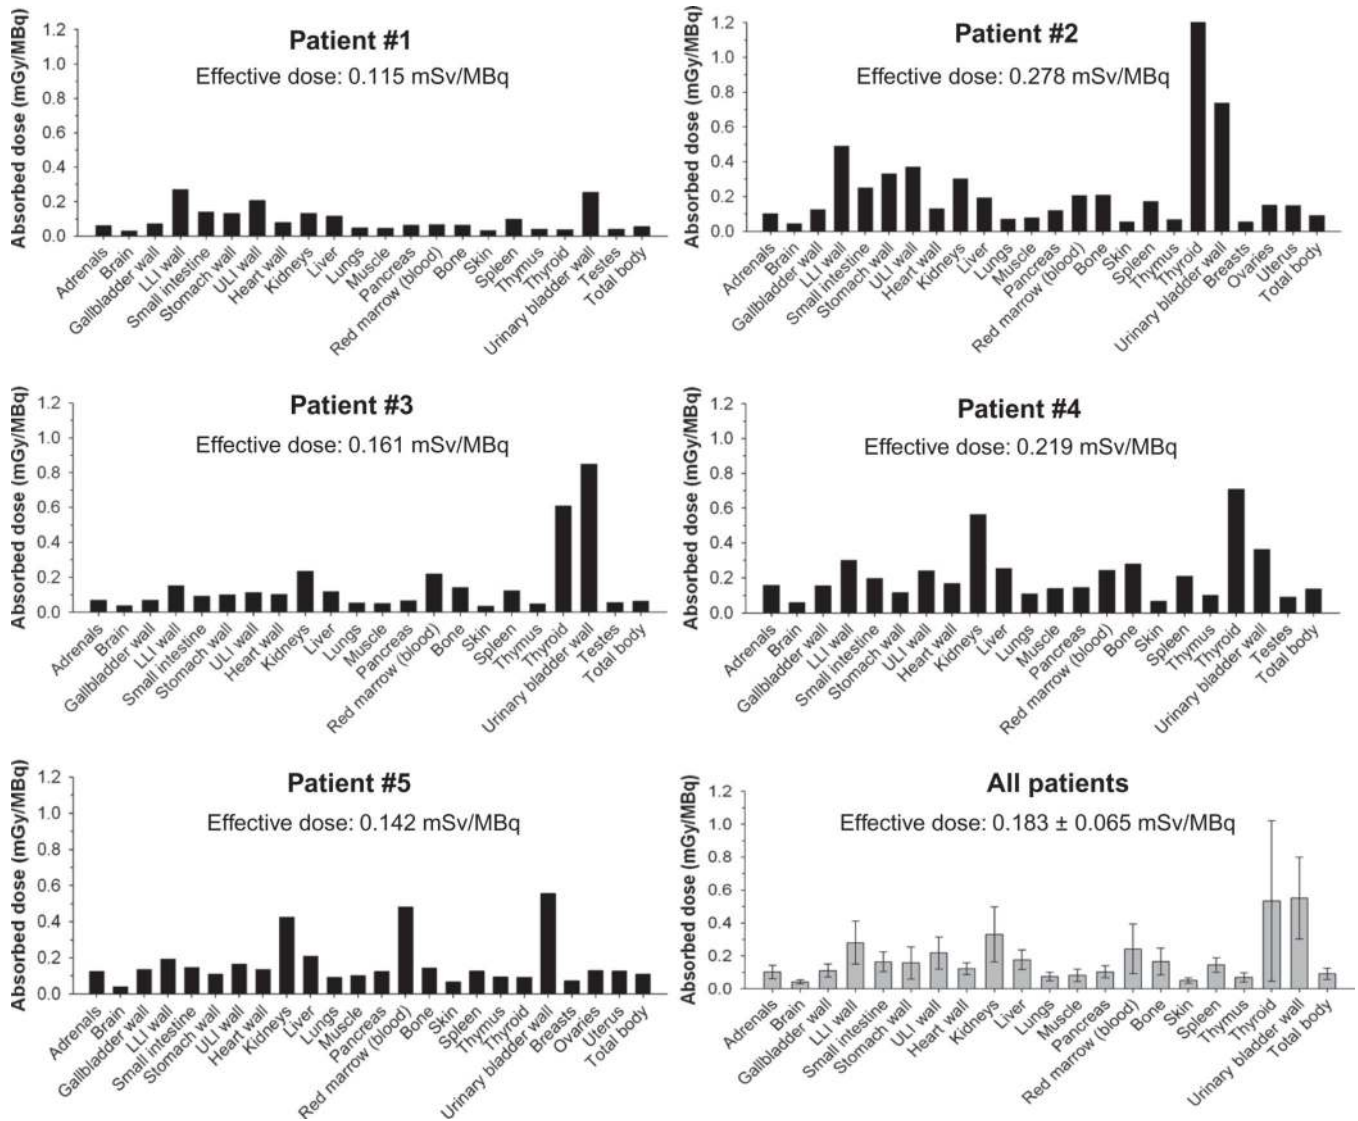 Patient #1
Effective dose: 0.115 mSv/MBq
Absorbed dose (mGy/MBq)
1.2
1.0
0.8
0.6
0.4
0.2
0.0
Adrenals
Brain
Gallbladder wall
LLI wall
Small intestine
Stomach wall
ULI wall
Heart wall
Kidneys
Liver
Lungs
Muscle
Pancreas
Red marrow (blood)
Bone
Skin
Spleen
Thymus
Thyroid
Urinary bladder wall
Testes
Total body
Patient #2
Effective dose: 0.278 mSv/MBq
Absorbed dose (mGy/MBq)
1.2
1.0
0.8
0.6
0.4
0.2
0.0
Adrenals
Brain
Gallbladder wall
LLI wall
Small intestine
Stomach wall
ULI wall
Heart wall
Kidneys
Liver
Lungs
Muscle
Pancreas
Red marrow (blood)
Bone
Skin
Spleen
Thymus
Thyroid
Urinary bladder wall
Breasts
Ovaries
Uterus
Total body
Patient #3
Effective dose: 0.161 mSv/MBq
Absorbed dose (mGy/MBq)
1.2
1.0
0.8
0.6
0.4
0.2
0.0
Adrenals
Brain
Gallbladder wall
LLI wall
Small intestine
Stomach wall
ULI wall
Heart wall
Kidneys
Liver
Lungs
Muscle
Pancreas
Red marrow (blood)
Bone
Skin
Spleen
Thymus
Thyroid
Urinary bladder wall
Testes
Total body
Patient #4
Effective dose: 0.219 mSv/MBq
Absorbed dose (mGy/MBq)
1.2
1.0
0.8
0.6
0.4
0.2
0.0
Adrenals
Brain
Gallbladder wall
LLI wall
Small intestine
Stomach wall
ULI wall
Heart wall
Kidneys
Liver
Lungs
Muscle
Pancreas
Red marrow (blood)
Bone
Skin
Spleen
Thymus
Thyroid
Urinary bladder wall
Testes
Total body
Patient #5
Effective dose: 0.142 mSv/MBq
Absorbed dose (mGy/MBq)
1.2
1.0
0.8
0.6
0.4
0.2
0.0
Adrenals
Brain
Gallbladder wall
LLI wall
Small intestine
Stomach wall
ULI wall
Heart wall
Kidneys
Liver
Lungs
Muscle
Pancreas
Red marrow (blood)
Bone
Skin
Spleen
Thymus
Thyroid
Urinary bladder wall
Breasts
Ovaries
Uterus
Total body
All patients
Effective dose: 0.183 ± 0.065 mSv/MBq
Absorbed dose (mGy/MBq)
1.2
1.0
0.8
0.6
0.4
0.2
0.0
Adrenals
Brain
Gallbladder wall
LLI wall
Small intestine
Stomach wall
ULI wall
Heart wall
Kidneys
Liver
Lungs
Muscle
Pancreas
Red marrow (blood)
Bone
Skin
Spleen
Thymus
Thyroid
Urinary bladder wall
Total body